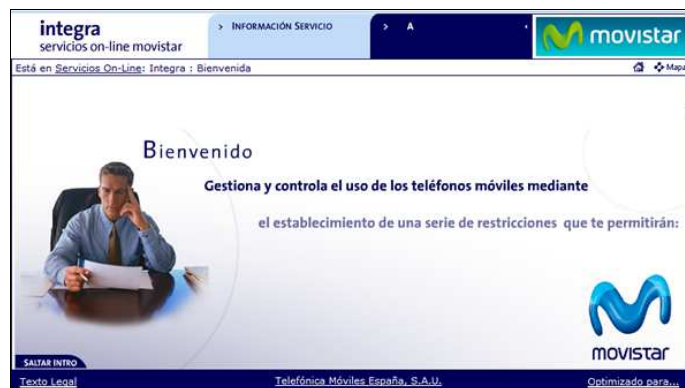 integra
servicios on-line movistar
> INFORMACIÓN SERVICIO
> A
movistar
Está en Servicios On-Line: Integra : Bienvenida
Mapa
Bienvenido
Gestiona y controla el uso de los teléfonos móviles mediante
el establecimiento de una serie de restricciones que te permitirán:
movistar
SALTAR INTRO
Texto Legal
Telefónica Móviles España, S.A.U.
Optimizado para...